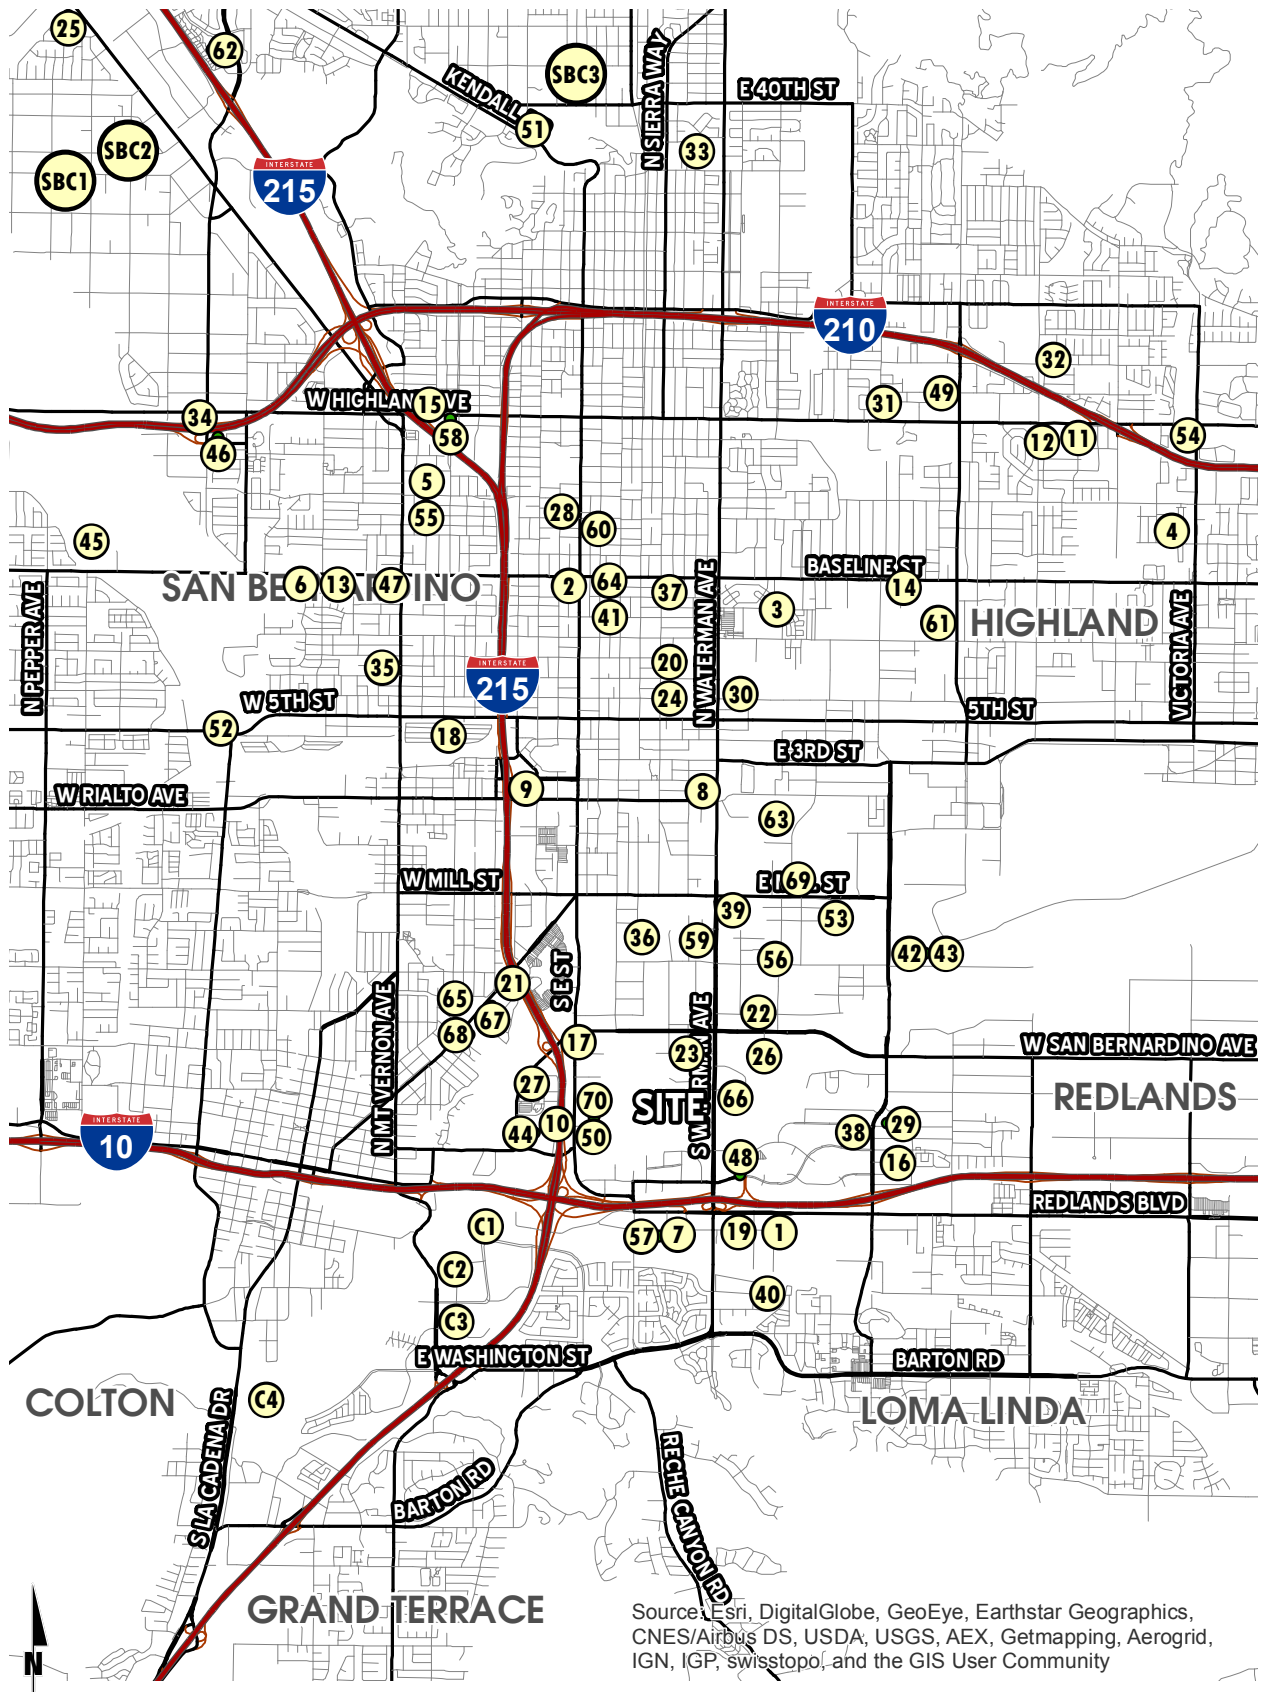 25
62
SBC3
KENDALL
51
N SIERRA WAY
E 40TH ST
33
SBC2
SBC1
INTERSTATE
215
INTERSTATE
210
32
W HIGHLAN
VE
15
34
46
58
31
49
12
11
54
5
55
28
60
45
4
SAN BE
INO
6
13
47
2
64
41
37
3
BASELINE ST
14
61
HIGHLAND
N PEPPER AVE
N WATERMAN AVE
VICTORIA AVE
35
20
24
30
INTERSTATE
215
W 5TH ST
52
18
5TH ST
E 3RD ST
W RIALTO AVE
9
8
63
W MILL ST
E
ST
69
39
53
36
59
56
42
43
S E ST
21
65
67
68
22
N MT VERNON AVE
17
23
26
W SAN BERNARDINO AVE
REDLANDS
27
70
SITE
66
10
44
50
38
29
16
INTERSTATE
10
48
REDLANDS BLVD
C1
57
7
19
1
C2
40
C3
E WASHINGTON ST
BARTON RD
COLTON
C4
LOMA LINDA
S LA CADENA DR
BARTON RD
RECHE CANYON RD
GRAND TERRACE
N
Source: Esri, DigitalGlobe, GeoEye, Earthstar Geographics,
CNES/Airbus DS, USDA, USGS, AEX, Getmapping, Aerogrid,
IGN, IGP, swisstopo, and the GIS User Community